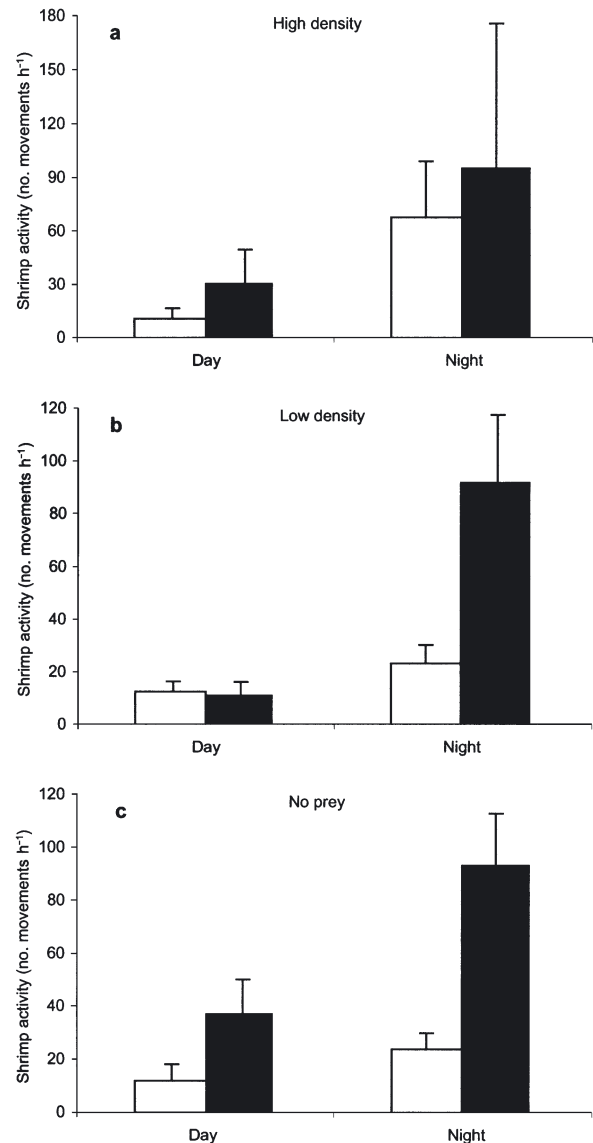 a
High density
Shrimp activity (no. movements h⁻¹)
180
150
120
90
60
30
0
Day
Night
b
Low density
Shrimp activity (no. movements h⁻¹)
120
100
80
60
40
20
0
Day
Night
c
No prey
Shrimp activity (no. movements h⁻¹)
120
100
80
60
40
20
0
Day
Night